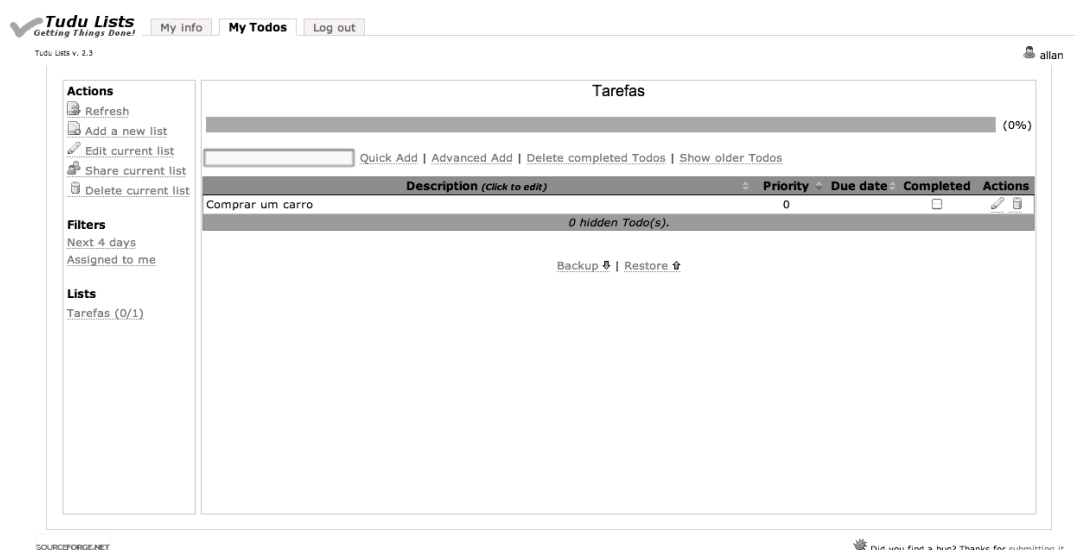 Tudu Lists
Getting Things Done!
My info
My Todos
Log out
Tudu Lists v. 2.3
allan
Actions
Refresh
Add a new list
Edit current list
Share current list
Delete current list
Filters
Next 4 days
Assigned to me
Lists
Tarefas (0/1)
Tarefas
(0%)
Quick Add | Advanced Add | Delete completed Todos | Show older Todos
Description (Click to edit) Priority Due date Completed Actions
Comprar um carro 0
0 hidden Todo(s).
Backup | Restore
SOURCEFORGE.NET
Did you find a bug? Thanks for submitting it